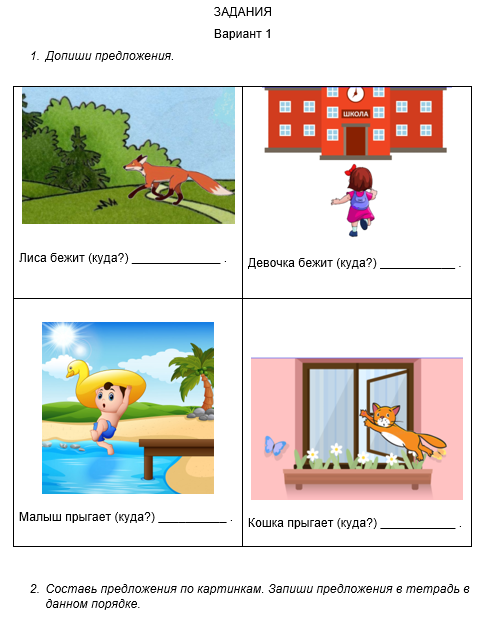 ЗАДАНИЯ
Вариант 1
1. Допиши предложения.
ШКОЛА
Лиса бежит (куда?) _____________ .
Девочка бежит (куда?) ___________ .
Малыш прыгает (куда?) __________ .
Кошка прыгает (куда?) ___________ .
2. Составь предложения по картинкам. Запиши предложения в тетрадь в
данном порядке.